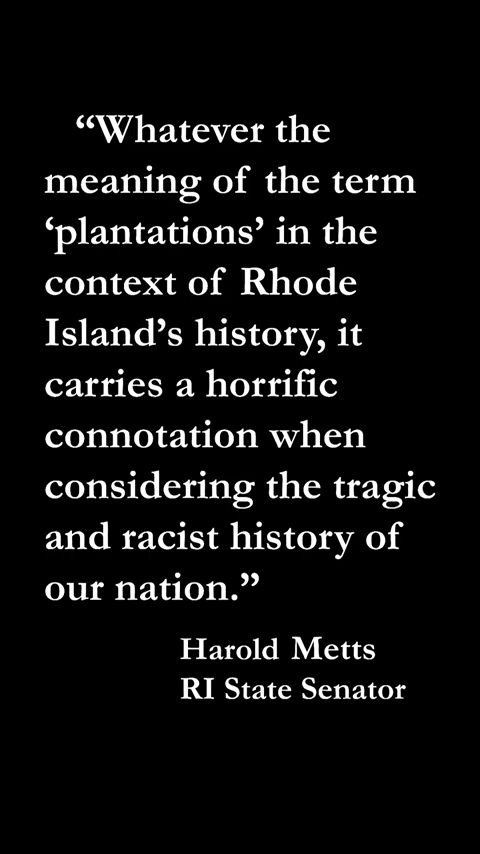 “Whatever the
meaning of the term
‘plantations’ in the
context of Rhode
Island’s history, it
carries a horrific
connotation when
considering the tragic
and racist history of
our nation.”
Harold Metts
RI State Senator